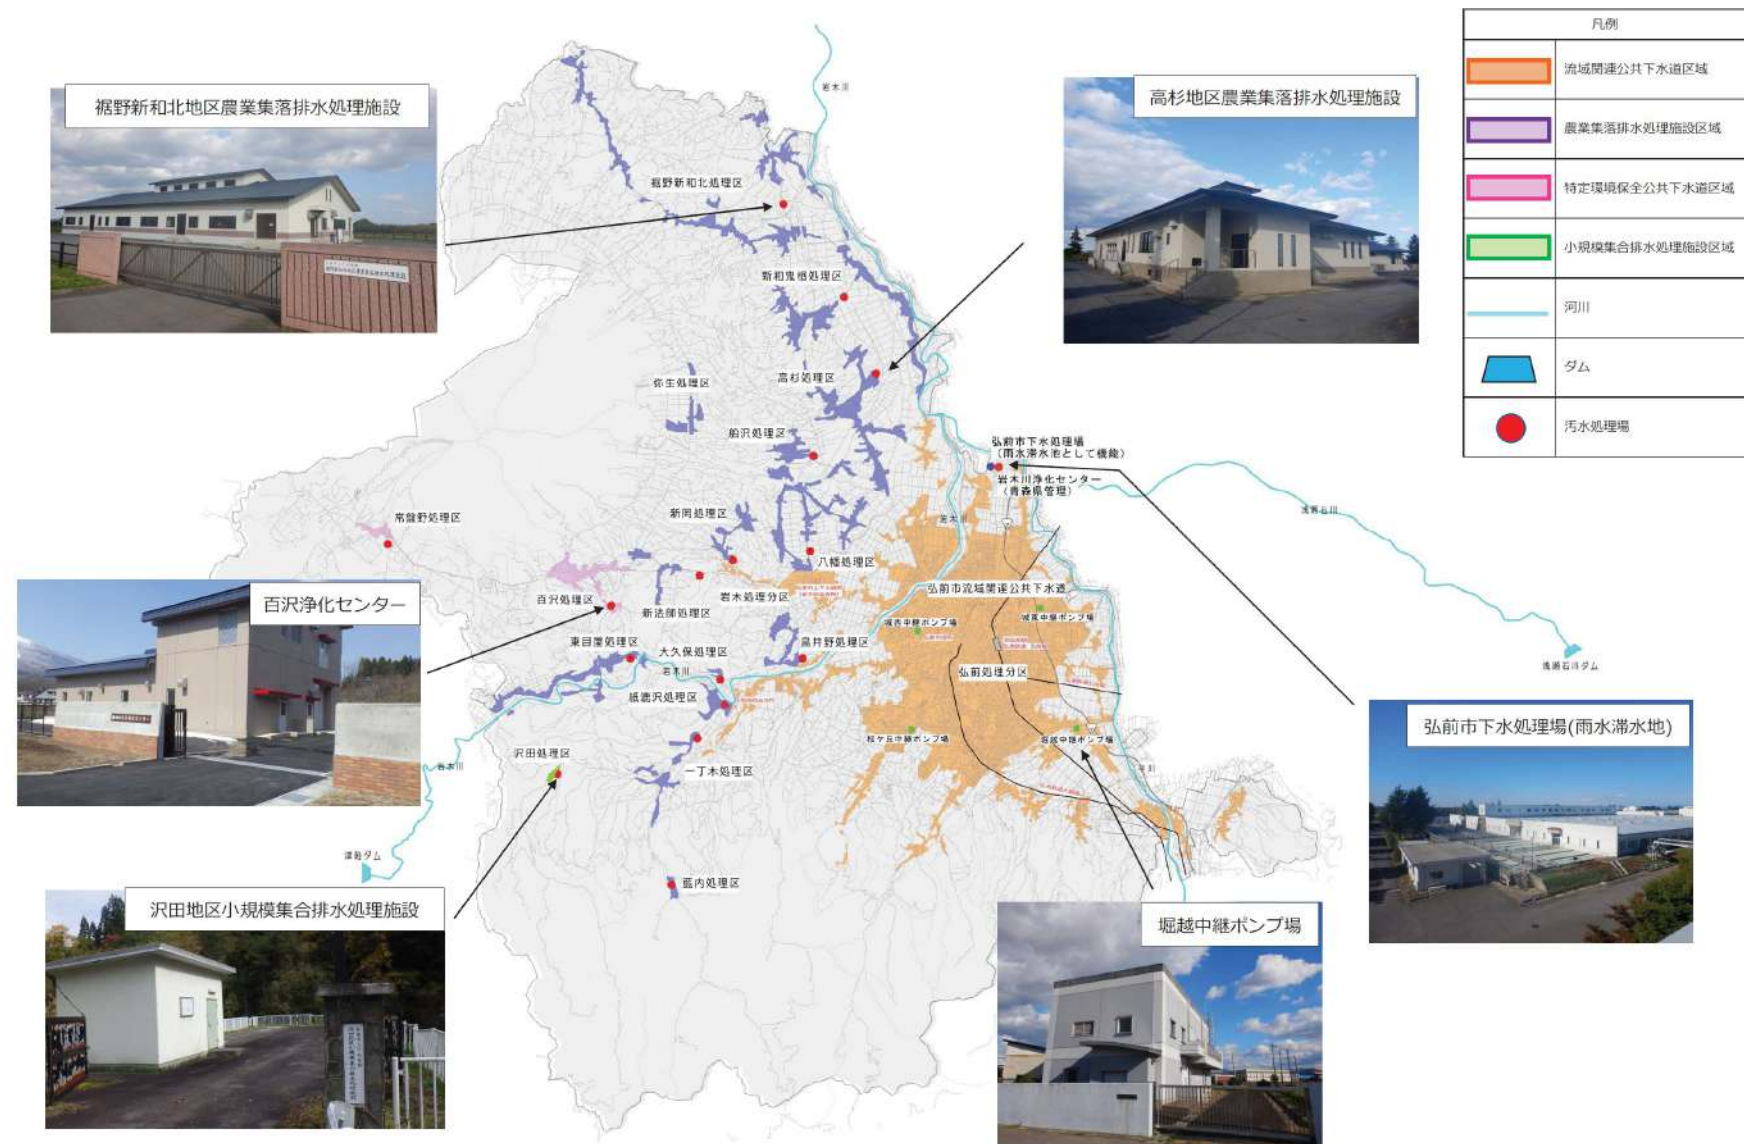 凡例
流域関連公共下水道区域
農業集落排水処理施設区域
特定環境保全公共下水道区域
小規模集合排水処理施設区域
河川
ダム
汚水処理場
裾野新和北地区農業集落排水処理施設
高杉地区農業集落排水処理施設
岩木川
裾野新和北処理区
新和鬼楢処理区
弥生処理区
高杉処理区
船沢処理区
弘前市下水処理場
(雨水滞水池として機能)
岩木川浄化センター
(青森県管理)
浅瀬石川
新岡処理区
常盤野処理区
岩木川
八幡処理区
百沢浄化センター
百沢処理区
新法師処理区
岩木処理分区
弘前市流域関連公共下水道
城西中継ポンプ場
城東中継ポンプ場
東目屋処理区
大久保処理区
鳥井野処理区
浅瀬石川ダム
岩木川
紙漉沢処理区
弘前処理分区
弘前市下水処理場(雨水滞水地)
桜ケ丘中継ポンプ場
堀越中継ポンプ場
沢田処理区
一丁木処理区
岩木川
平川
津軽ダム
藍内処理区
沢田地区小規模集合排水処理施設
堀越中継ポンプ場